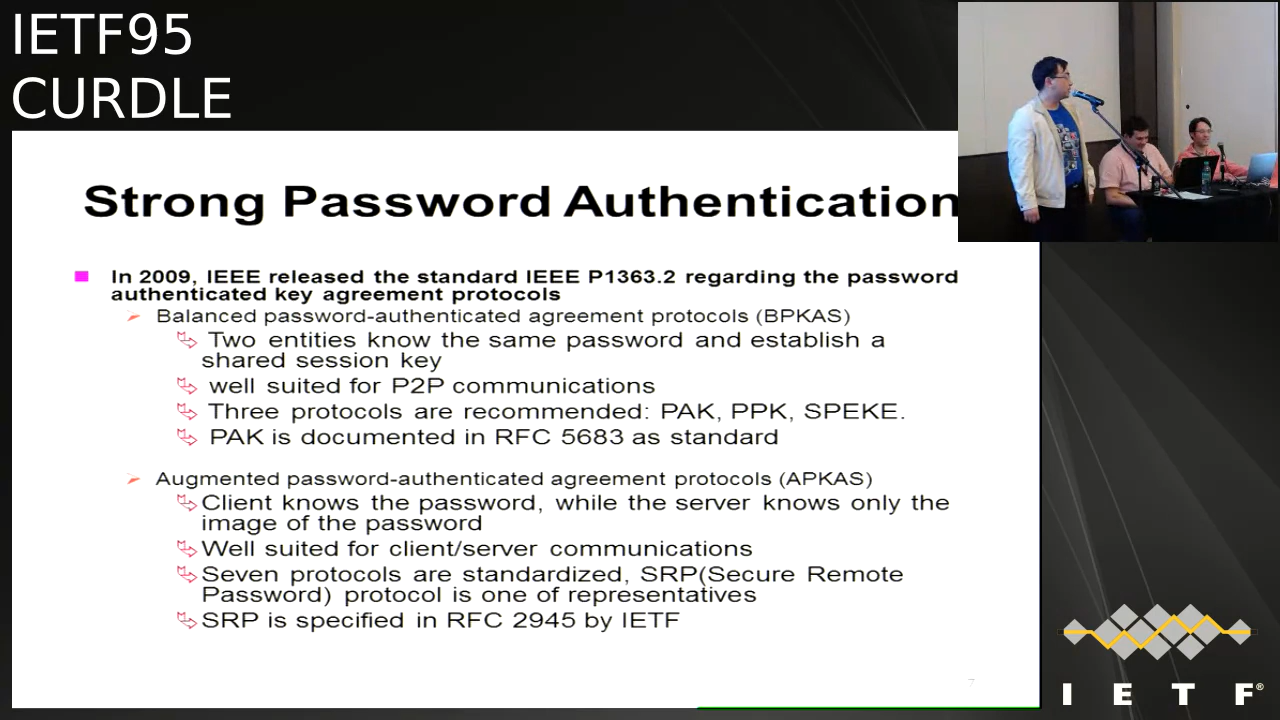 IETF95
CURDLE
Strong Password Authentication
In 2009, IEEE released the standard IEEE P1363.2 regarding the password
authenticated key agreement protocols
Balanced password-authenticated agreement protocols (BPKAS)
Two entities know the same password and establish a
shared session key
well suited for P2P communications
Three protocols are recommended: PAK, PPK, SPEKE.
PAK is documented in RFC 5683 as standard
Augmented password-authenticated agreement protocols (APKAS)
Client knows the password, while the server knows only the
image of the password
Well suited for client/server communications
Seven protocols are standardized, SRP(Secure Remote
Password) protocol is one of representatives
SRP is specified in RFC 2945 by IETF
7
I E T F®